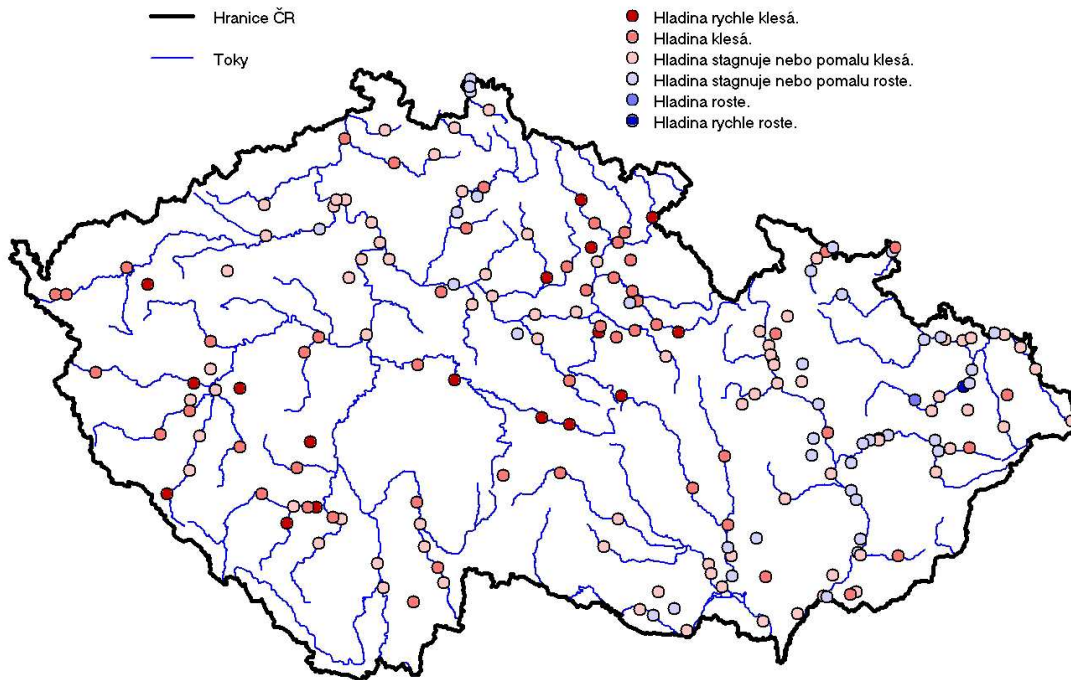 Hranice ČR
Toky
Hladina rychle klesá.
Hladina klesá.
Hladina stagnuje nebo pomalu klesá.
Hladina stagnuje nebo pomalu roste.
Hladina roste.
Hladina rychle roste.